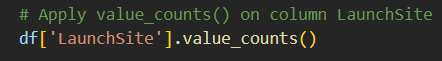 # Apply value_counts() on column LaunchSite
df['LaunchSite'].value_counts()